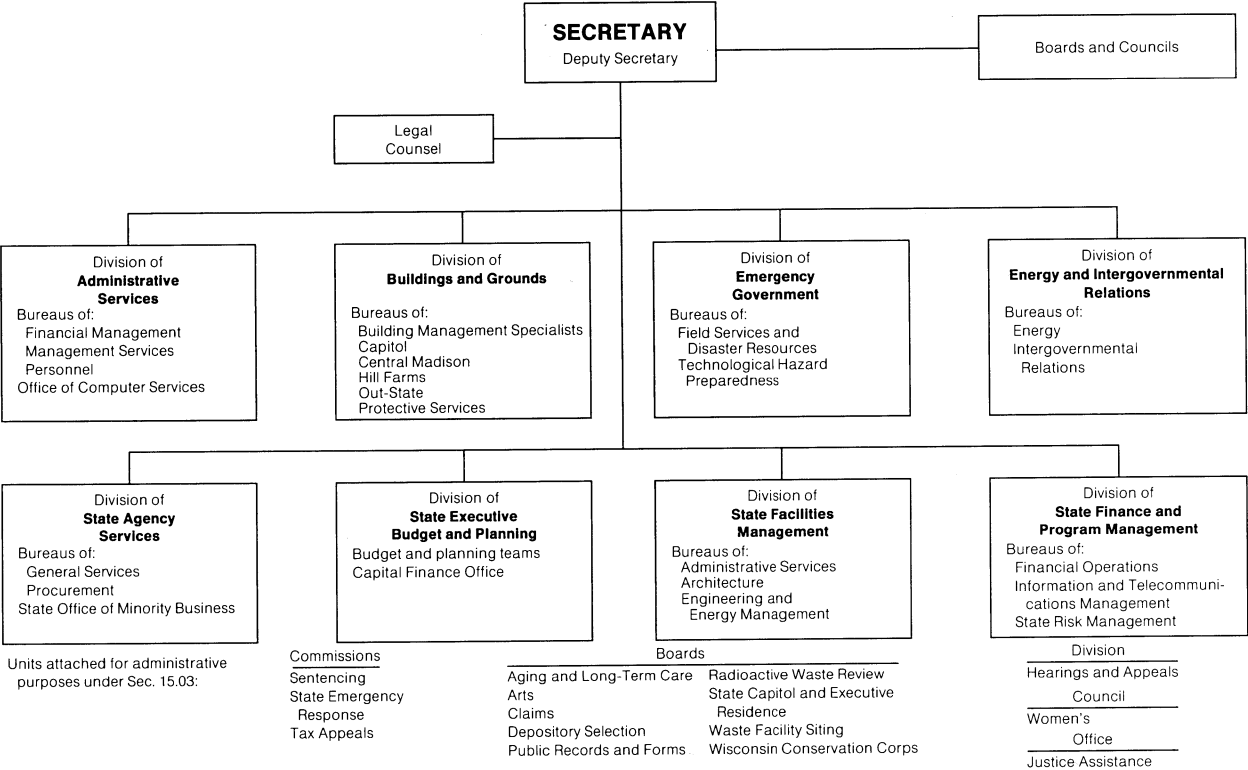 SECRETARY
Deputy Secretary
Boards and Councils
Legal
Counsel
Division of
Administrative
Services
Bureaus of:
Financial Management
Management Services
Personnel
Office of Computer Services
Division of
Buildings and Grounds
Bureaus of:
Building Management Specialists
Capitol
Central Madison
Hill Farms
Out-State
Protective Services
Division of
Emergency
Government
Bureaus of:
Field Services and
Disaster Resources
Technological Hazard
Preparedness
Division of
Energy and Intergovernmental
Relations
Bureaus of:
Energy
Intergovernmental
Relations
Division of
State Agency
Services
Bureaus of:
General Services
Procurement
State Office of Minority Business
Division of
State Executive
Budget and Planning
Budget and planning teams
Capital Finance Office
Division of
State Facilities
Management
Bureaus of:
Administrative Services
Architecture
Engineering and
Energy Management
Division of
State Finance and
Program Management
Bureaus of:
Financial Operations
Information and Telecommuni-
cations Management
State Risk Management
Units attached for administrative
purposes under Sec. 15.03:
Commissions
Sentencing
State Emergency
Response
Tax Appeals
Boards
Aging and Long-Term Care
Arts
Claims
Depository Selection
Public Records and Forms
Radioactive Waste Review
State Capitol and Executive
Residence
Waste Facility Siting
Wisconsin Conservation Corps
Division
Hearings and Appeals
Council
Women's
Office
Justice Assistance